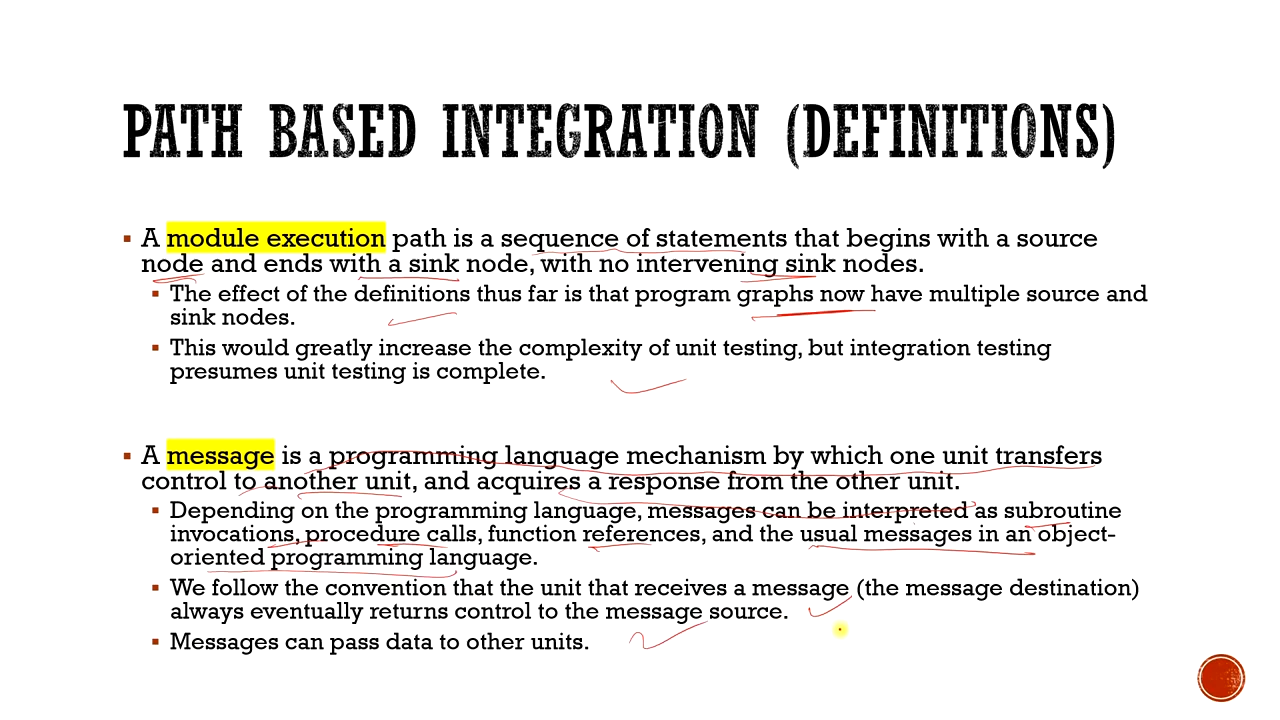 PATH BASED INTEGRATION (DEFINITIONS)
▪ A module execution path is a sequence of statements that begins with a source
node and ends with a sink node, with no intervening sink nodes.
▪ The effect of the definitions thus far is that program graphs now have multiple source and
sink nodes.
▪ This would greatly increase the complexity of unit testing, but integration testing
presumes unit testing is complete.
▪ A message is a programming language mechanism by which one unit transfers
control to another unit, and acquires a response from the other unit.
▪ Depending on the programming language, messages can be interpreted as subroutine
invocations, procedure calls, function references, and the usual messages in an object-
oriented programming language.
▪ We follow the convention that the unit that receives a message (the message destination)
always eventually returns control to the message source.
▪ Messages can pass data to other units.